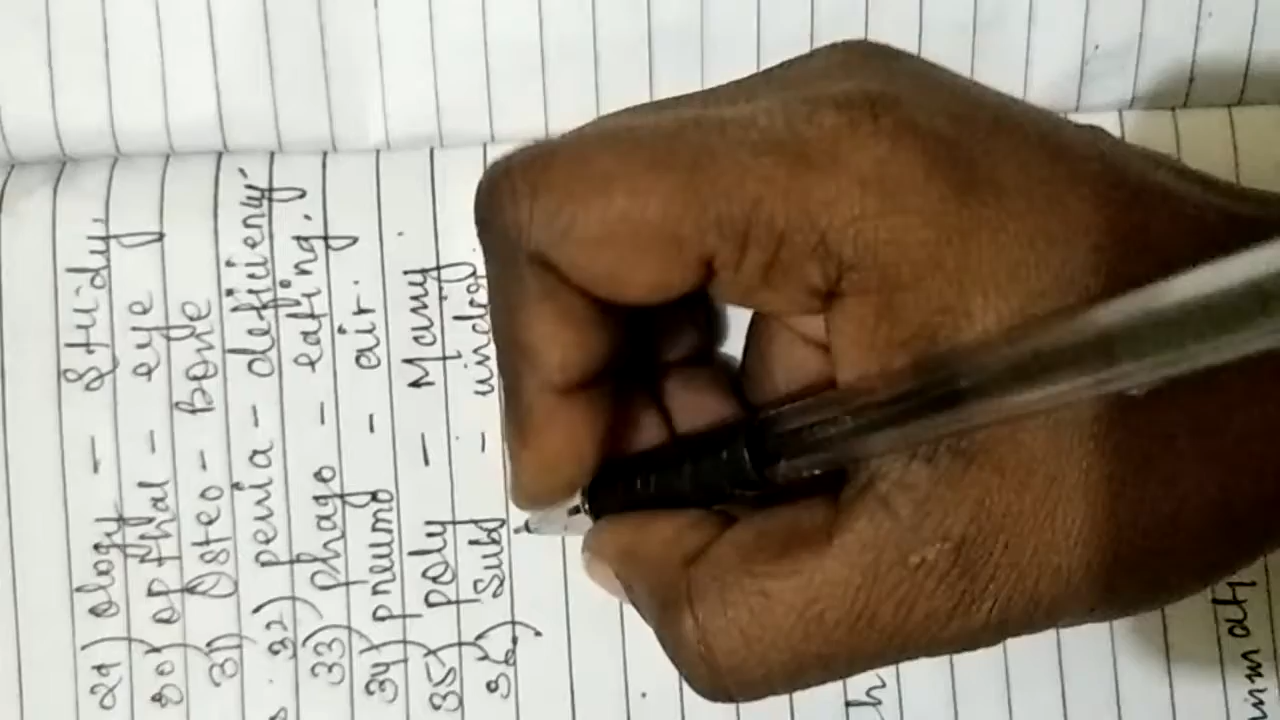 29) ology - Study
30) opthal - eye
31) Osteo - Bone
32) penia - deficieny
33) phago - eating.
34) pneumo - air.
35) poly - Many
36) Sub - under.